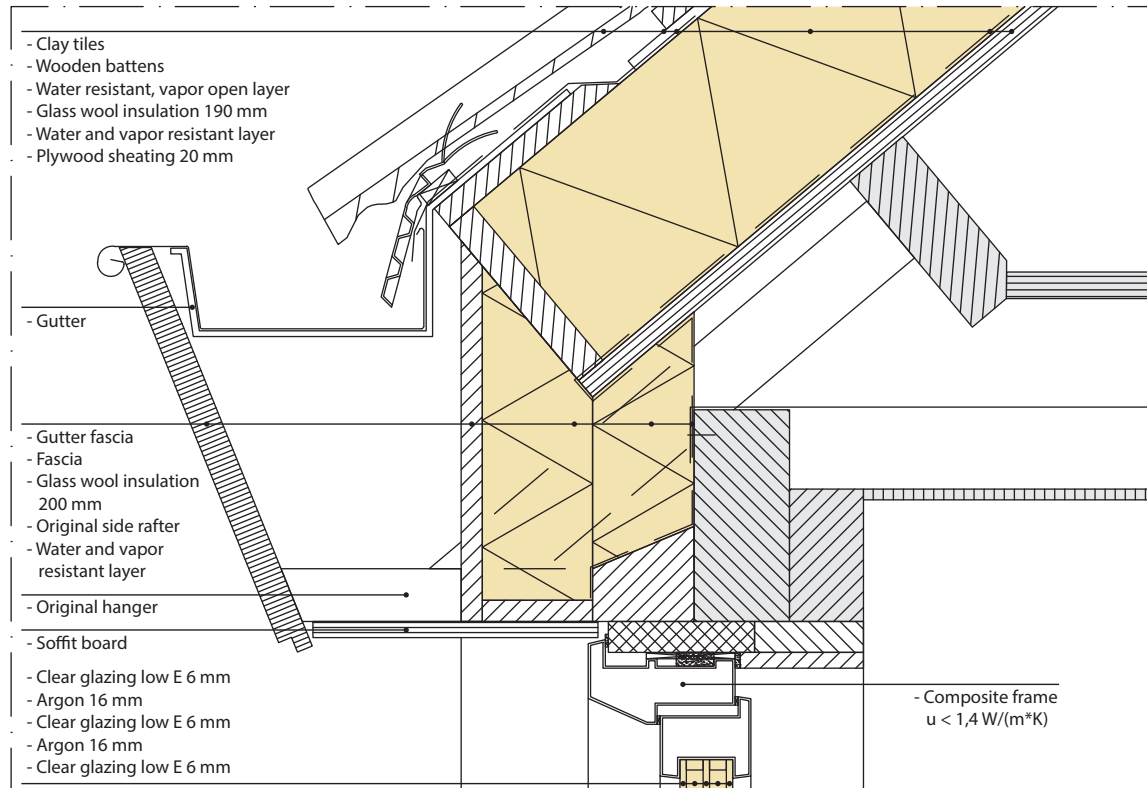 - Clay tiles
- Wooden battens
- Water resistant, vapor open layer
- Glass wool insulation 190 mm
- Water and vapor resistant layer
- Plywood sheating 20 mm
- Gutter
- Gutter fascia
- Fascia
- Glass wool insulation
200 mm
- Original side rafter
- Water and vapor
resistant layer
- Original hanger
- Soffit board
- Clear glazing low E 6 mm
- Argon 16 mm
- Clear glazing low E 6 mm
- Argon 16 mm
- Clear glazing low E 6 mm
- Composite frame
u < 1,4 W/(m*K)